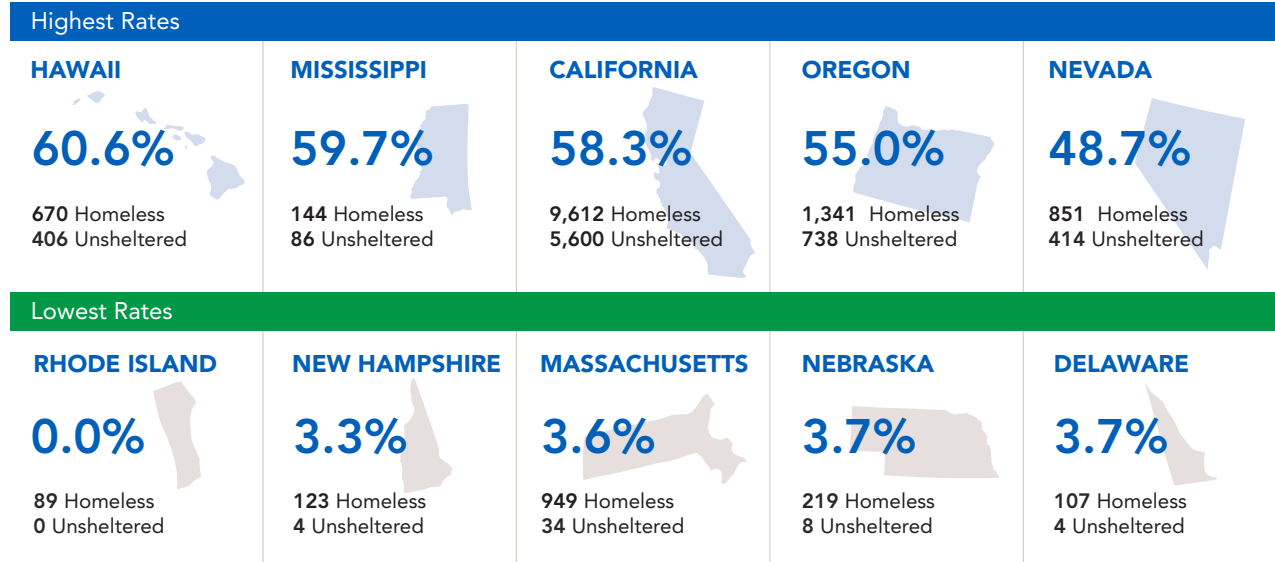 Highest Rates
HAWAII
60.6%
670 Homeless
406 Unsheltered
MISSISSIPPI
59.7%
144 Homeless
86 Unsheltered
CALIFORNIA
58.3%
9,612 Homeless
5,600 Unsheltered
OREGON
55.0%
1,341 Homeless
738 Unsheltered
NEVADA
48.7%
851 Homeless
414 Unsheltered
Lowest Rates
RHODE ISLAND
0.0%
89 Homeless
0 Unsheltered
NEW HAMPSHIRE
3.3%
123 Homeless
4 Unsheltered
MASSACHUSETTS
3.6%
949 Homeless
34 Unsheltered
NEBRASKA
3.7%
219 Homeless
8 Unsheltered
DELAWARE
3.7%
107 Homeless
4 Unsheltered